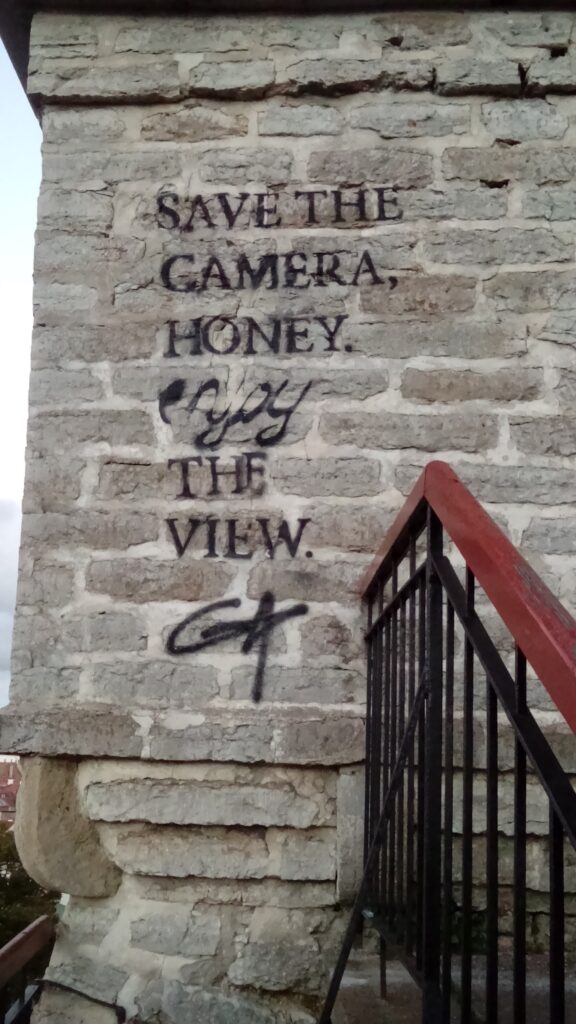 SAVE THE
CAMERA,
HONEY.
enjoy
THE
VIEW.